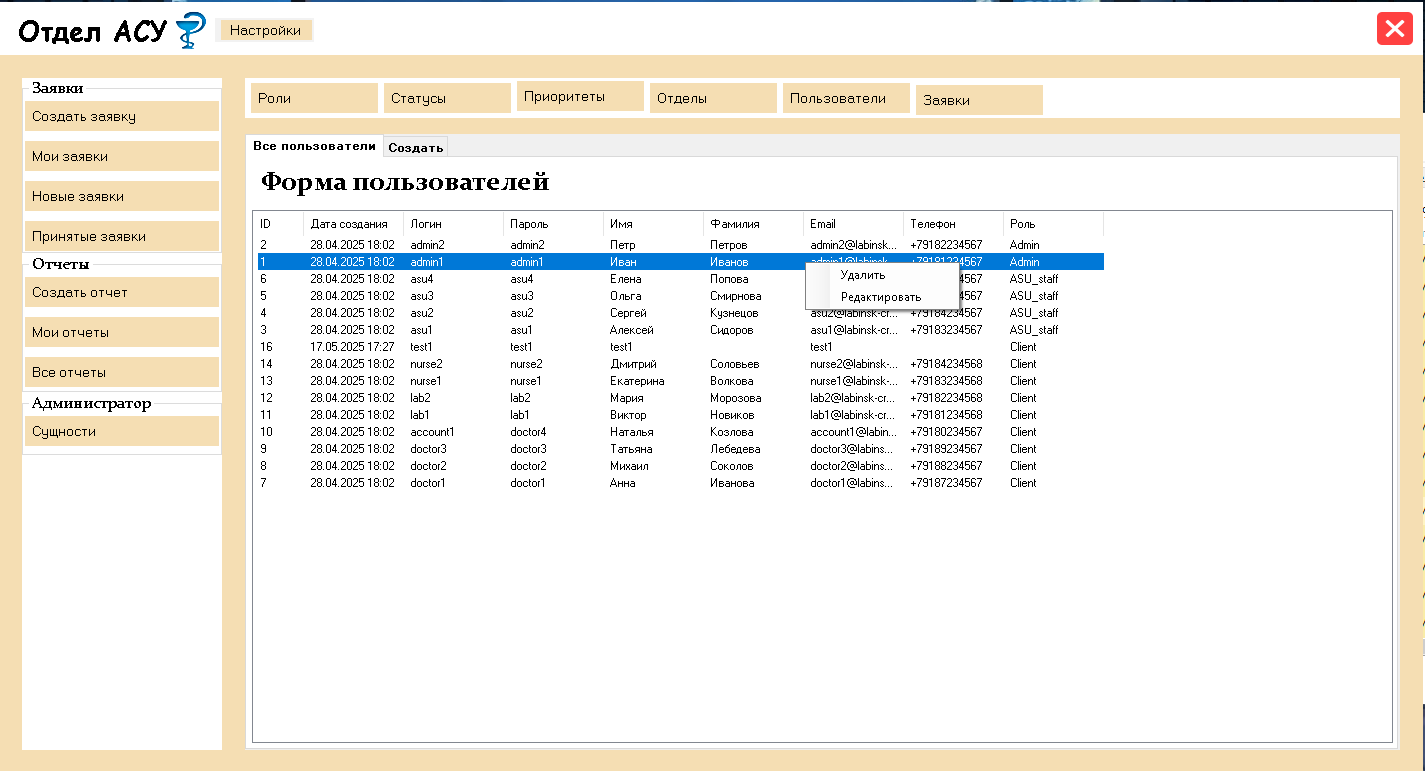 Отдел АСУ Настройки
Заявки
Создать заявку
Мои заявки
Новые заявки
Принятые заявки
Отчеты
Создать отчет
Мои отчеты
Все отчеты
Администратор
Сущности
Роли Статусы Приоритеты Отделы Пользователи Заявки
Все пользователи Создать
Форма пользователей
ID Дата создания Логин Пароль Имя Фамилия Email Телефон Роль
2 28.04.2025 18:02 admin2 admin2 Петр Петров admin2@labinsk... +79182234567 Admin
1 28.04.2025 18:02 admin1 admin1 Иван Иванов admin1@labinsk... +79181234567 Admin
Удалить
6 28.04.2025 18:02 asu4 asu4 Елена Попова 4567 ASU_staff
Редактировать
5 28.04.2025 18:02 asu3 asu3 Ольга Смирнова 4567 ASU_staff
4 28.04.2025 18:02 asu2 asu2 Сергей Кузнецов asu2@labinsk-cr... +79184234567 ASU_staff
3 28.04.2025 18:02 asu1 asu1 Алексей Сидоров asu1@labinsk-cr... +79183234567 ASU_staff
16 17.05.2025 17:27 test1 test1 test1 test1 Client
14 28.04.2025 18:02 nurse2 nurse2 Дмитрий Соловьев nurse2@labinsk-... +79184234568 Client
13 28.04.2025 18:02 nurse1 nurse1 Екатерина Волкова nurse1@labinsk-... +79183234568 Client
12 28.04.2025 18:02 lab2 lab2 Мария Морозова lab2@labinsk-cr... +79182234568 Client
11 28.04.2025 18:02 lab1 lab1 Виктор Новиков lab1@labinsk-cr... +79181234568 Client
10 28.04.2025 18:02 account1 doctor4 Наталья Козлова account1@labin... +79180234567 Client
9 28.04.2025 18:02 doctor3 doctor3 Татьяна Лебедева doctor3@labins... +79189234567 Client
8 28.04.2025 18:02 doctor2 doctor2 Михаил Соколов doctor2@labins... +79188234567 Client
7 28.04.2025 18:02 doctor1 doctor1 Анна Иванова doctor1@labins... +79187234567 Client